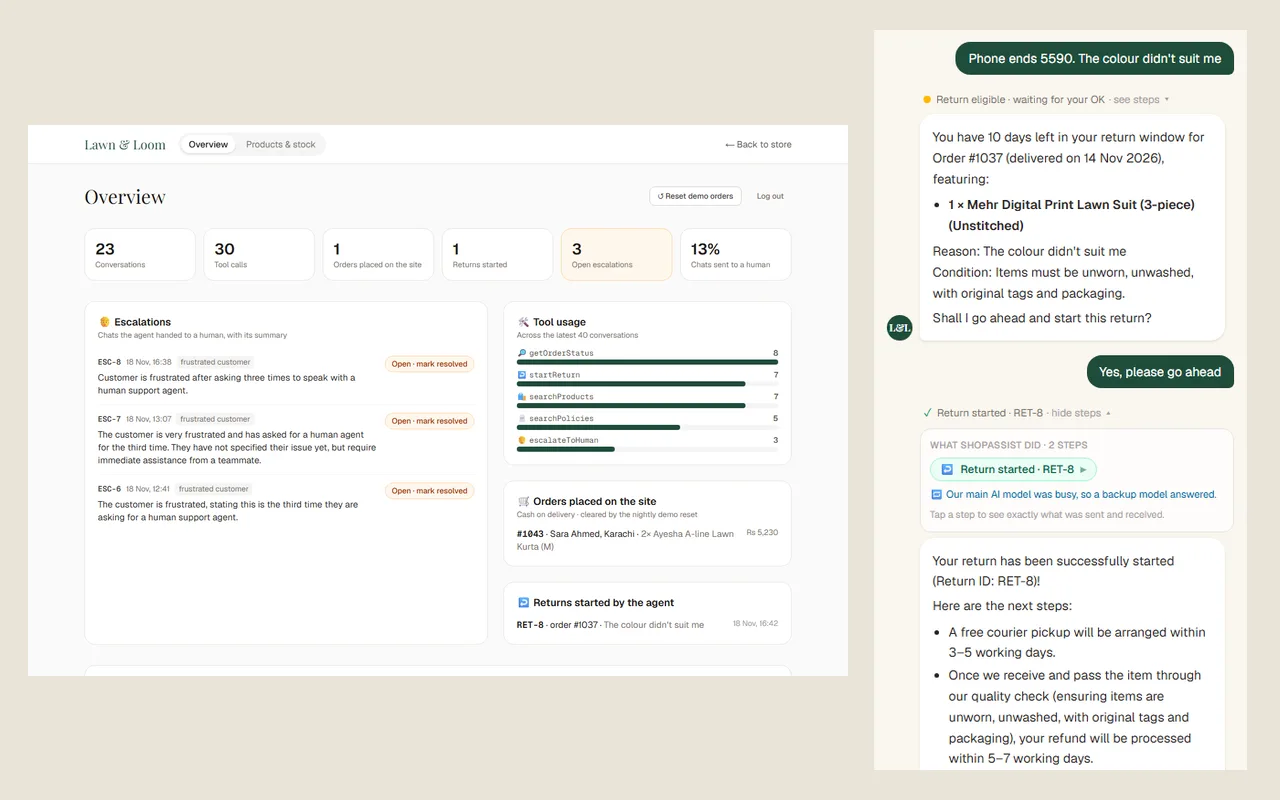 Lawn & Loom
Overview
Products & stock
← Back to store
Overview
↺ Reset demo orders
Log out
23
Conversations
30
Tool calls
1
Orders placed on the site
1
Returns started
3
Open escalations
13%
Chats sent to a human
Escalations
Chats the agent handed to a human, with its summary
ESC-8 18 Nov, 16:38 frustrated customer
Open · mark resolved
Customer is frustrated after asking three times to speak with a
human support agent.
ESC-7 18 Nov, 13:07 frustrated customer
Open · mark resolved
The customer is very frustrated and has asked for a human agent
for the third time. They have not specified their issue yet, but require
immediate assistance from a teammate.
ESC-6 18 Nov, 12:41 frustrated customer
Open · mark resolved
The customer is frustrated, stating this is the third time they are
asking for a human support agent.
Tool usage
Across the latest 40 conversations
getOrderStatus 8
startReturn 7
searchProducts 7
searchPolicies 5
escalateToHuman 3
Orders placed on the site
Cash on delivery · cleared by the nightly demo reset
#1043 · Sara Ahmed, Karachi · 2× Ayesha A-line Lawn
Kurta (M)
Rs 5,230
Returns started by the agent
RET-8 · order #1037 · The colour didn't suit me 18 Nov, 16:42
Phone ends 5590. The colour didn't suit me
Return eligible · waiting for your OK · see steps ▾
You have 10 days left in your return window for
Order #1037 (delivered on 14 Nov 2026),
featuring:
• 1 × Mehr Digital Print Lawn Suit (3-piece)
(Unstitched)
Reason: The colour didn't suit me
Condition: Items must be unworn, unwashed,
with original tags and packaging.
Shall I go ahead and start this return?
L&L
Yes, please go ahead
✓ Return started · RET-8 · hide steps ▴
WHAT SHOPASSIST DID · 2 STEPS
Return started · RET-8 ▶
Our main AI model was busy, so a backup model answered.
Tap a step to see exactly what was sent and received.
Your return has been successfully started
(Return ID: RET-8)!
Here are the next steps:
• A free courier pickup will be arranged within
3–5 working days.
• Once we receive and pass the item through
our quality check (ensuring items are
unworn, unwashed, with original tags and
packaging), your refund will be processed
within 5–7 working days.